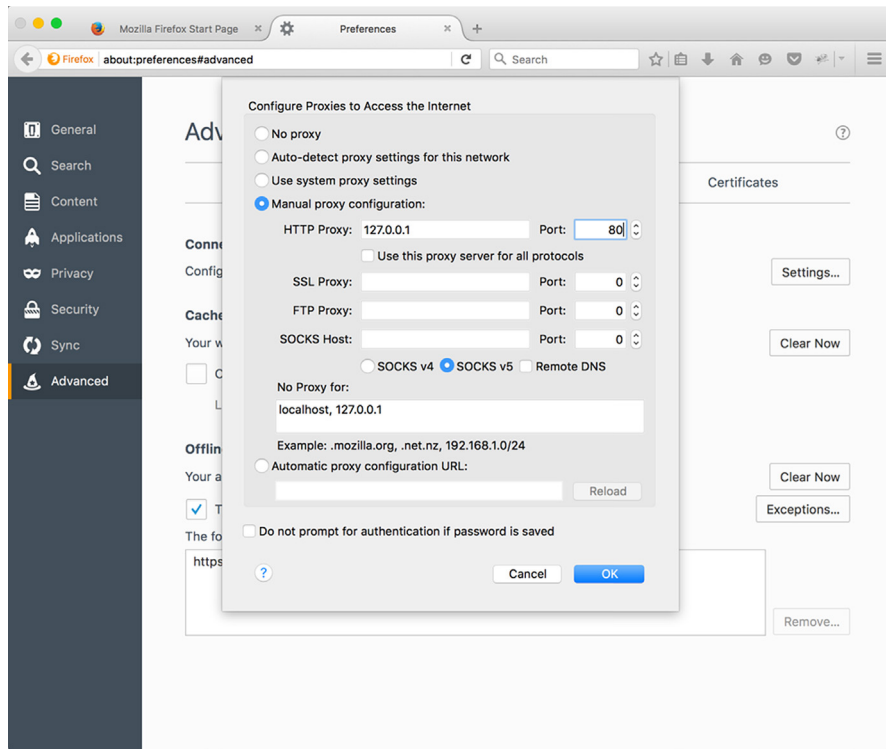 Mozilla Firefox Start Page
Preferences
Firefox about:preferences#advanced
Search
Configure Proxies to Access the Internet
General
Search
Content
Applications
Privacy
Security
Sync
Advanced
Certificates
No proxy
Auto-detect proxy settings for this network
Use system proxy settings
Manual proxy configuration:
HTTP Proxy: 127.0.0.1 Port: 80
Use this proxy server for all protocols
SSL Proxy: Port: 0
FTP Proxy: Port: 0
SOCKS Host: Port: 0
SOCKS v4 SOCKS v5 Remote DNS
No Proxy for:
localhost, 127.0.0.1
Example: .mozilla.org, .net.nz, 192.168.1.0/24
Automatic proxy configuration URL:
Reload
Do not prompt for authentication if password is saved
? Cancel OK
Settings...
Clear Now
Clear Now
Exceptions...
Your a
The fo
https
Remove...